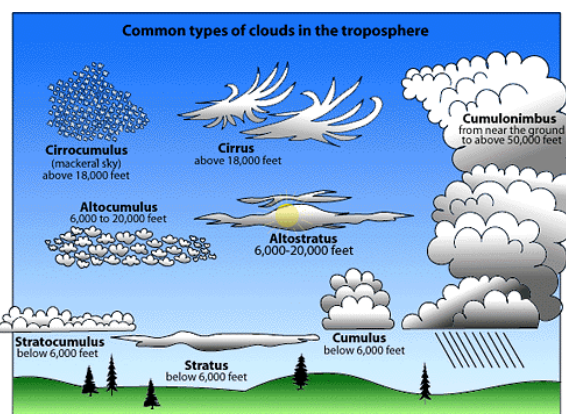 Common types of clouds in the troposphere
Cirrocumulus
(mackeral sky)
above 18,000 feet
Cirrus
above 18,000 feet
Cumulonimbus
from near the ground
to above 50,000 feet
Altocumulus
6,000 to 20,000 feet
Altostratus
6,000-20,000 feet
Stratocumulus
below 6,000 feet
Stratus
below 6,000 feet
Cumulus
below 6,000 feet